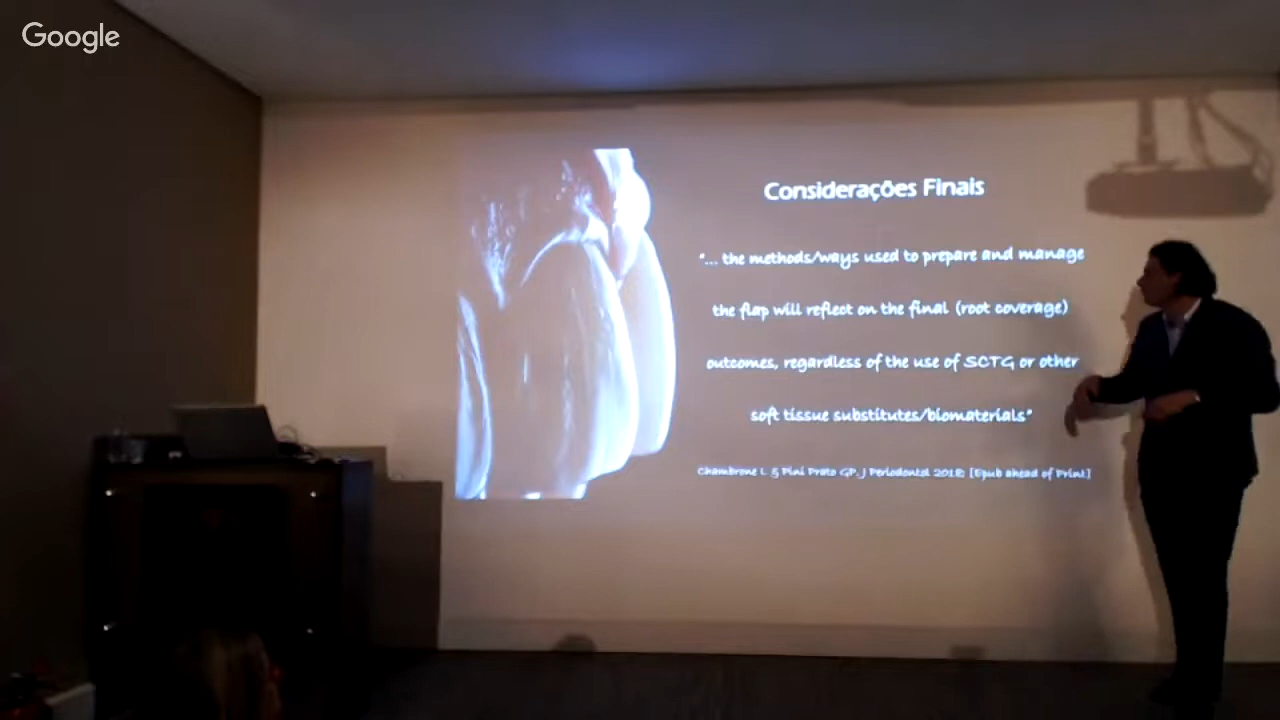 Google
Considerações Finais
"... the methods/ways used to prepare and manage
the flap will reflect on the final (root coverage)
outcomes, regardless of the use of SCTG or other
soft tissue substitutes/biomaterials"
Chambrone L & Pini Prato GP. J Periodontol 2018 [Epub ahead of Print]